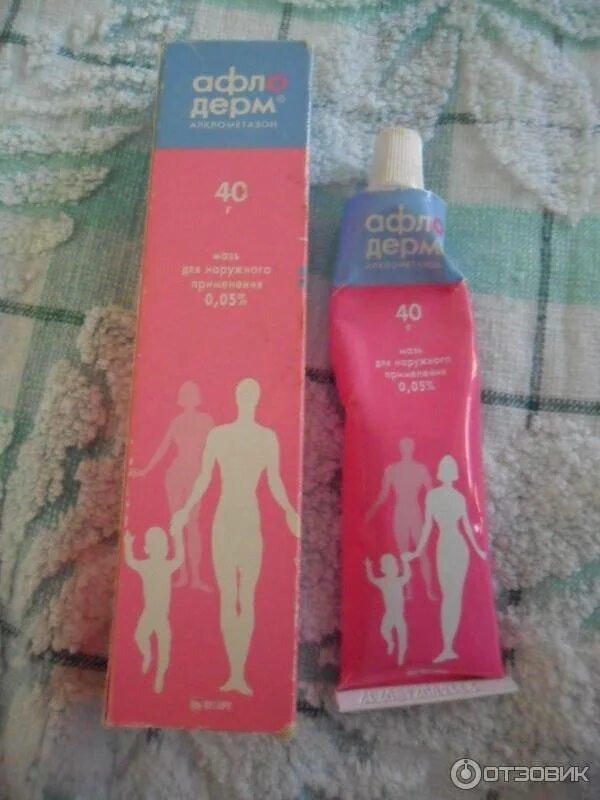 афло
дерм®
АЛКЛОМЕТАЗОН
40
г
мазь
для наружного
применения
0,05%
афло
дерм®
АЛКЛОМЕТАЗОН
40
г
мазь
для наружного
применения
0,05%
ОТЗОВИК